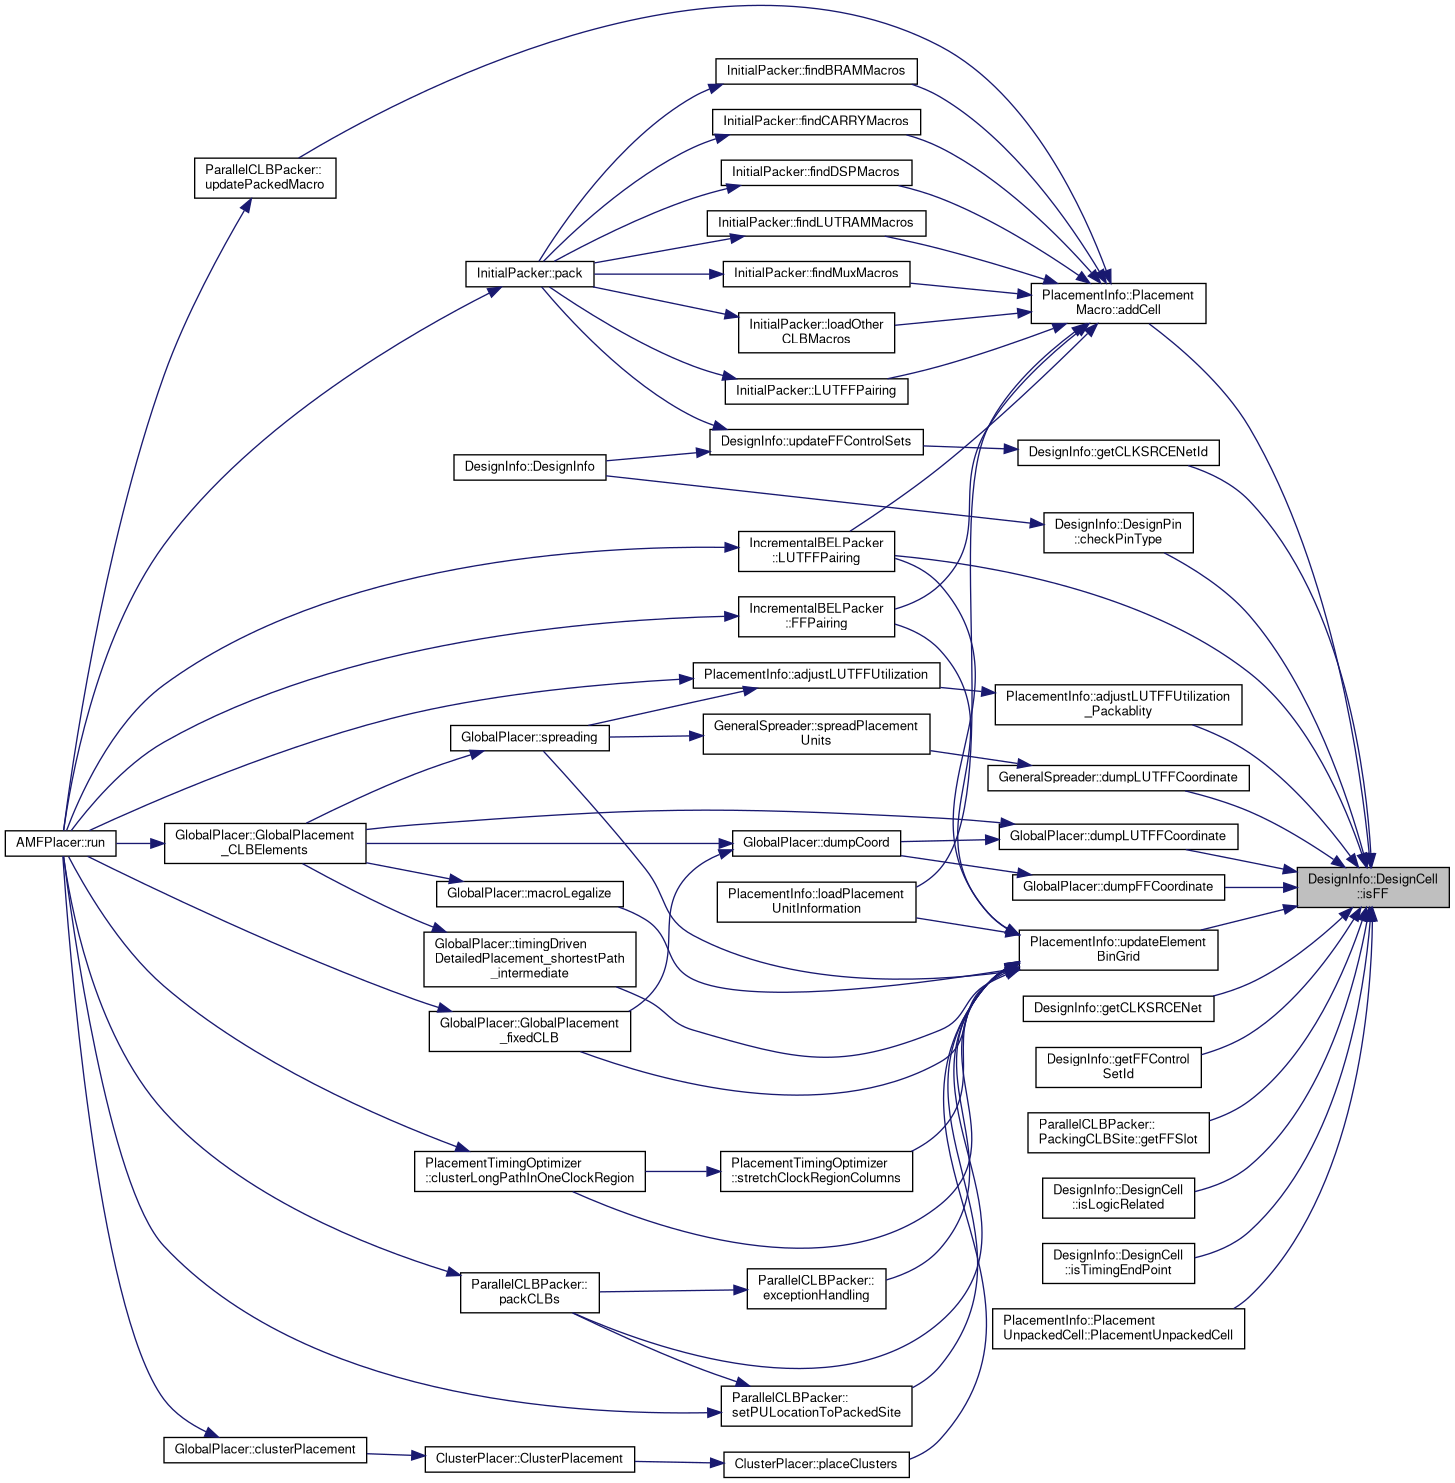 InitialPacker::findBRAMMacros
InitialPacker::findCARRYMacros
ParallelCLBPacker::
updatePackedMacro
InitialPacker::findDSPMacros
InitialPacker::findLUTRAMMacros
InitialPacker::pack
InitialPacker::findMuxMacros
PlacementInfo::Placement
Macro::addCell
InitialPacker::loadOther
CLBMacros
InitialPacker::LUTFFPairing
DesignInfo::updateFFControlSets
DesignInfo::getCLKSRCENetId
DesignInfo::DesignInfo
DesignInfo::DesignPin
::checkPinType
IncrementalBELPacker
::LUTFFPairing
IncrementalBELPacker
::FFPairing
PlacementInfo::adjustLUTFFUtilization
PlacementInfo::adjustLUTFFUtilization
_Packablity
GlobalPlacer::spreading
GeneralSpreader::spreadPlacement
Units
GeneralSpreader::dumpLUTFFCoordinate
AMFPlacer::run
GlobalPlacer::GlobalPlacement
_CLBElements
GlobalPlacer::dumpCoord
GlobalPlacer::dumpLUTFFCoordinate
GlobalPlacer::macroLegalize
PlacementInfo::loadPlacement
UnitInformation
GlobalPlacer::dumpFFCoordinate
DesignInfo::DesignCell
::isFF
GlobalPlacer::timingDriven
DetailedPlacement_shortestPath
_intermediate
PlacementInfo::updateElement
BinGrid
GlobalPlacer::GlobalPlacement
_fixedCLB
DesignInfo::getCLKSRCENet
DesignInfo::getFFControl
SetId
ParallelCLBPacker::
PackingCLBSite::getFFSlot
PlacementTimingOptimizer
::clusterLongPathInOneClockRegion
PlacementTimingOptimizer
::stretchClockRegionColumns
DesignInfo::DesignCell
::isLogicRelated
DesignInfo::DesignCell
::isTimingEndPoint
ParallelCLBPacker::
packCLBs
ParallelCLBPacker::
exceptionHandling
PlacementInfo::Placement
UnpackedCell::PlacementUnpackedCell
ParallelCLBPacker::
setPULocationToPackedSite
GlobalPlacer::clusterPlacement
ClusterPlacer::ClusterPlacement
ClusterPlacer::placeClusters